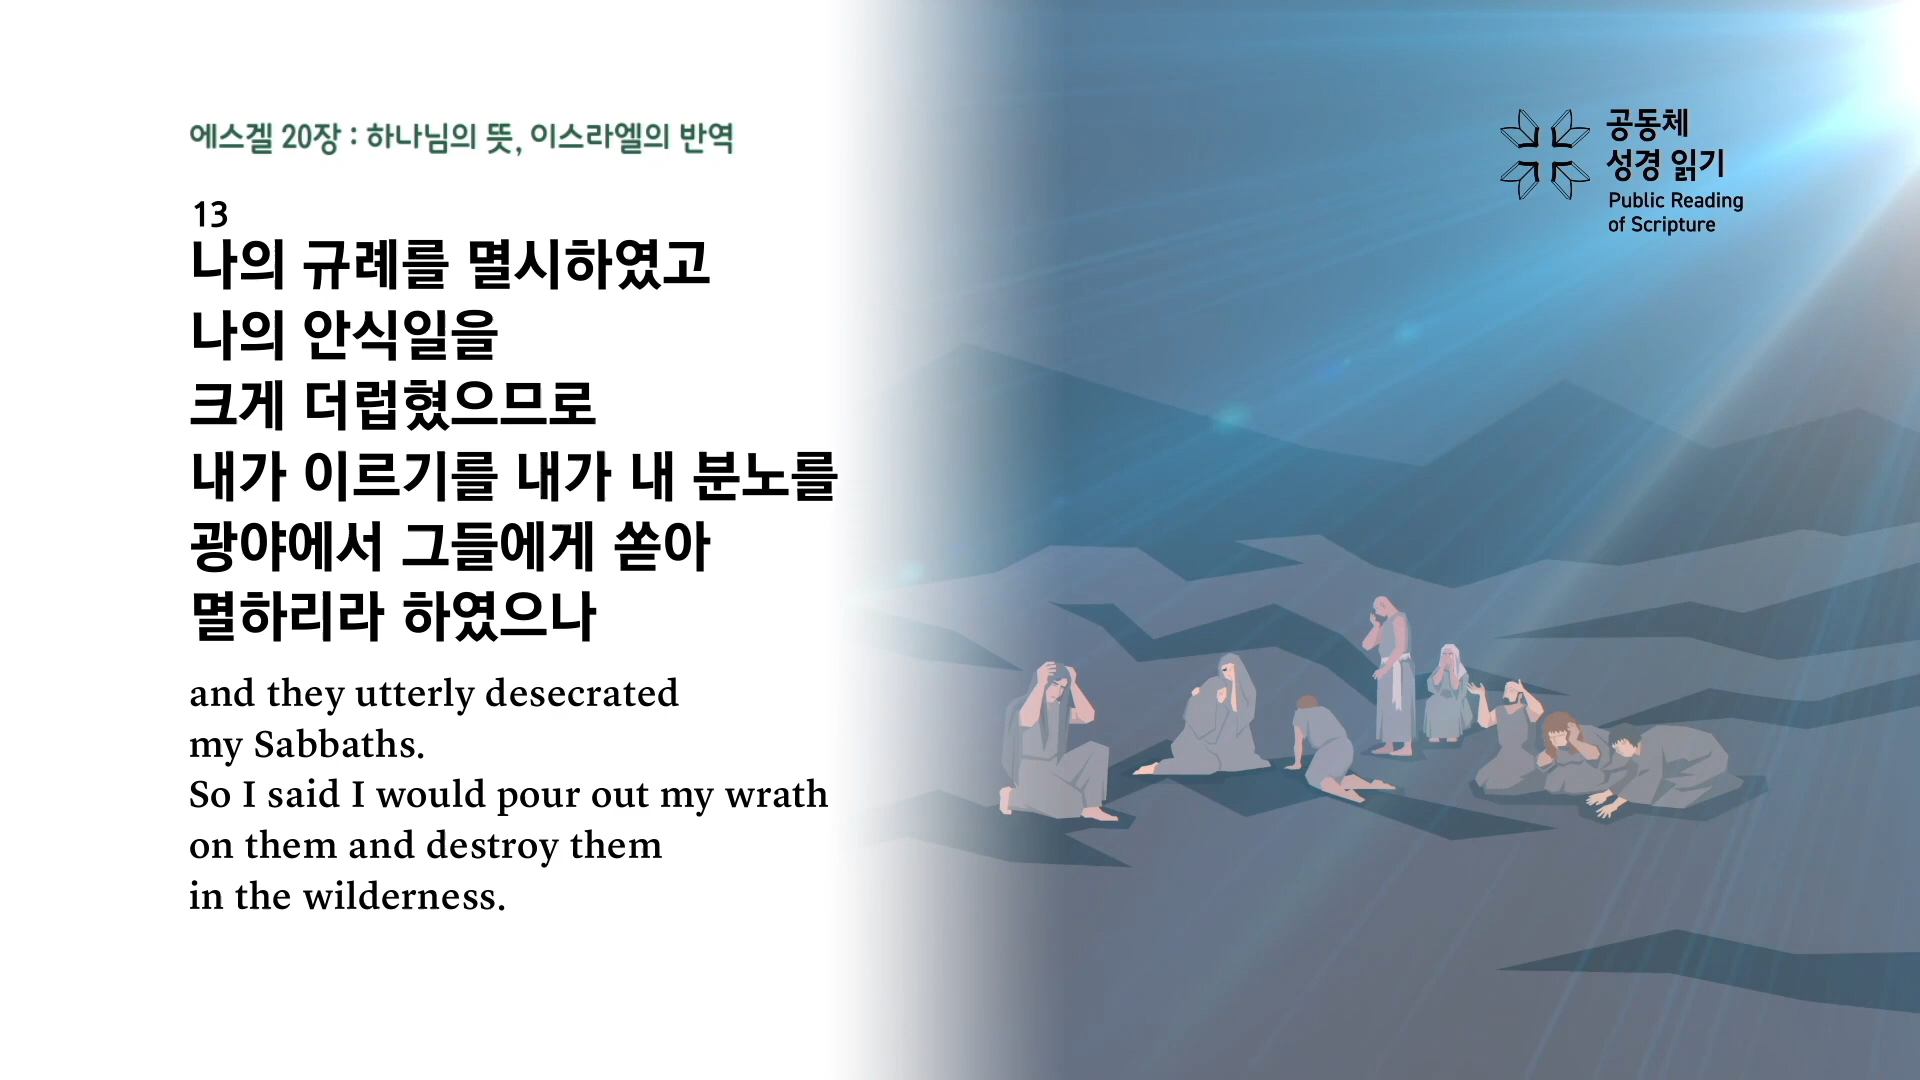 에스겔 20장 : 하나님의 뜻, 이스라엘의 반역
13
나의 규례를 멸시하였고
나의 안식일을
크게 더럽혔으므로
내가 이르기를 내가 내 분노를
광야에서 그들에게 쏟아
멸하리라 하였으나
and they utterly desecrated
my Sabbaths.
So I said I would pour out my wrath
on them and destroy them
in the wilderness.
공동체
성경 읽기
Public Reading
of Scripture